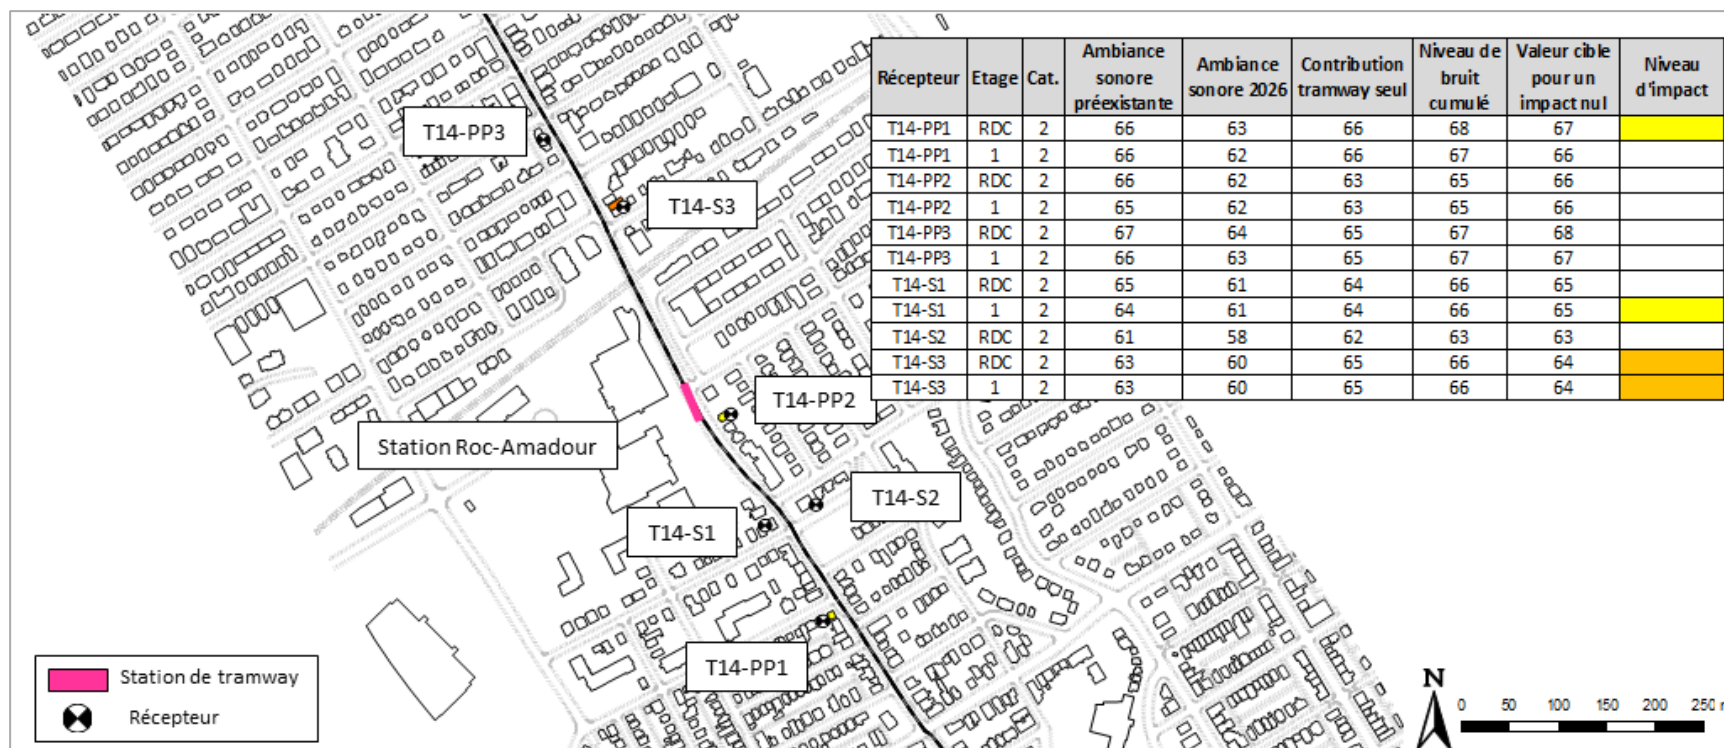 Récepteur Etage Cat. Ambiance sonore préexistante Ambiance sonore 2026 Contribution tramway seul Niveau de bruit cumulé Valeur cible pour un impact nul Niveau d'impact
T14-PP1 RDC 2 66 63 66 68 67
T14-PP1 1 2 66 62 66 67 66
T14-PP2 RDC 2 66 62 63 65 66
T14-PP2 1 2 65 62 63 65 66
T14-PP3 RDC 2 67 64 65 67 68
T14-PP3 1 2 66 63 65 67 67
T14-S1 RDC 2 65 61 64 66 65
T14-S1 1 2 64 61 64 66 65
T14-S2 RDC 2 61 58 62 63 63
T14-S3 RDC 2 63 60 65 66 64
T14-S3 1 2 63 60 65 66 64
T14-PP3
T14-S3
T14-PP2
Station Roc-Amadour
T14-S2
T14-S1
T14-PP1
Station de tramway
Récepteur
N
0 50 100 150 200 250 m